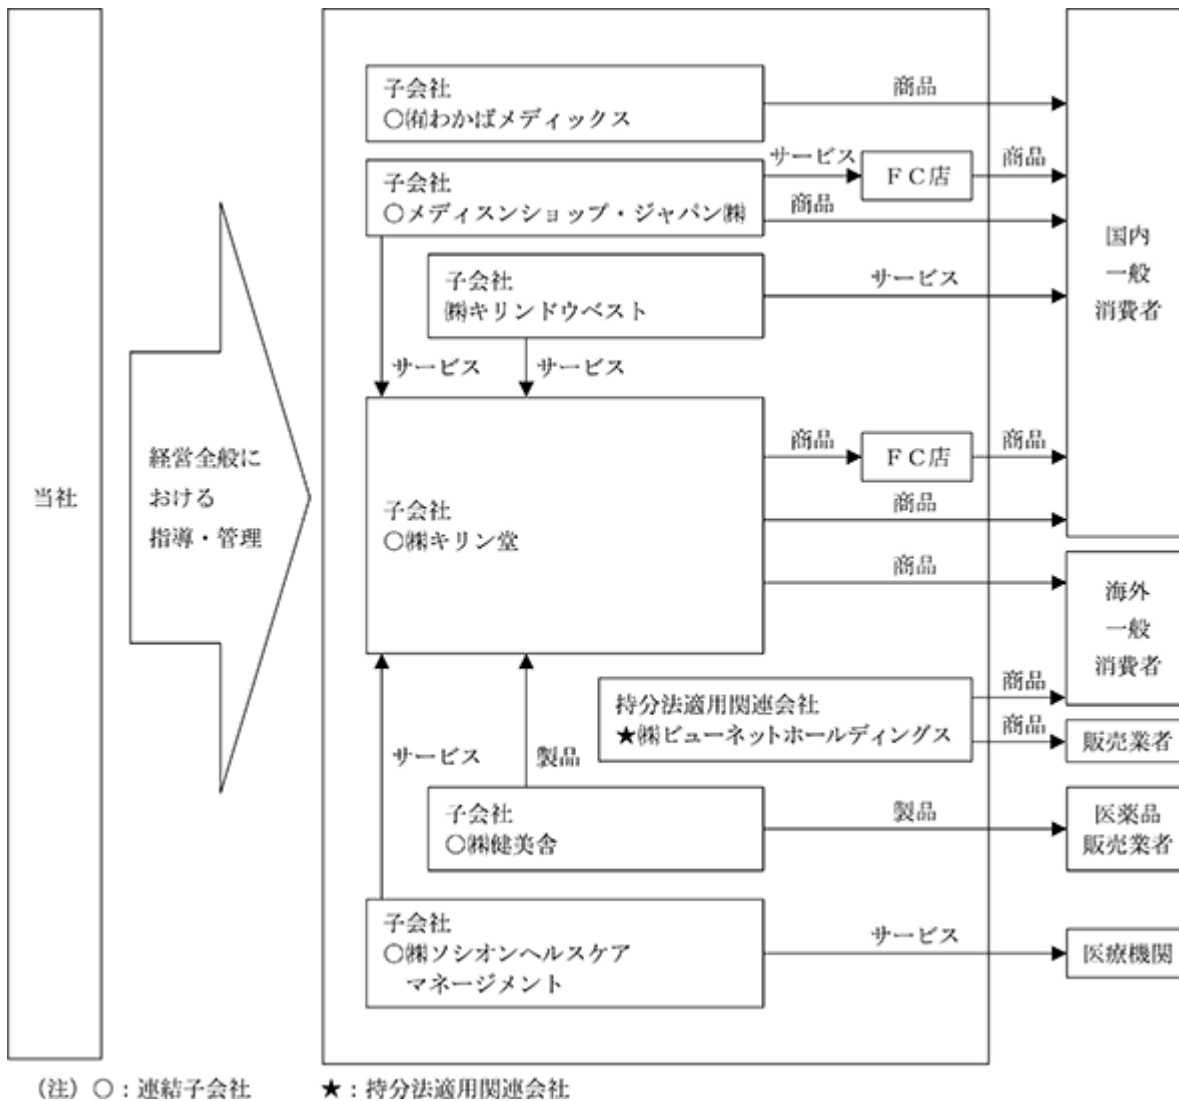 当社
経営全般に
おける
指導・管理
子会社
○㈲わかばメディックス
商品
子会社
○メディスンショップ・ジャパン㈱
サービス
ＦＣ店
商品
商品
子会社
㈱キリンドウベスト
サービス
国内
一般
消費者
サービス
サービス
子会社
○㈱キリン堂
商品
ＦＣ店
商品
商品
商品
海外
一般
消費者
持分法適用関連会社
★㈱ビューネットホールディングス
商品
商品
販売業者
サービス
製品
子会社
○㈱健美舎
製品
医薬品
販売業者
子会社
○㈱ソシオンヘルスケア
マネージメント
サービス
医療機関
(注) ○：連結子会社　★：持分法適用関連会社